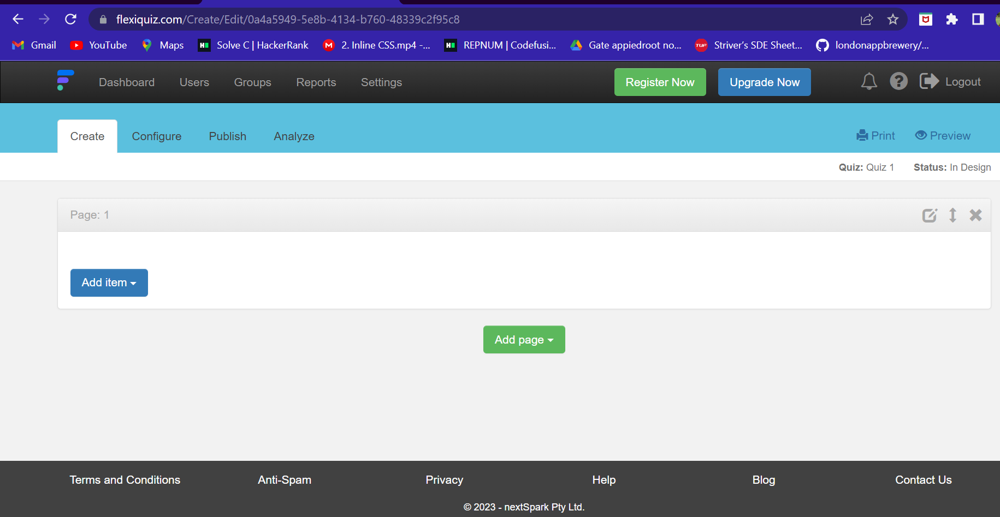 flexiquiz.com/Create/Edit/0a4a5949-5e8b-4134-b760-48339c2f95c8
Gmail YouTube Maps Solve C | HackerRank 2. Inline CSS.mp4 -... REPNUM | Codefusi... Gate appiedroot no... TUF Striver's SDE Sheet... londonappbrewery/...
Dashboard Users Groups Reports Settings Register Now Upgrade Now Logout
Create Configure Publish Analyze Print Preview
Quiz: Quiz 1 Status: In Design
Page: 1
Add item
Add page
Terms and Conditions Anti-Spam Privacy Help Blog Contact Us
© 2023 - nextSpark Pty Ltd.